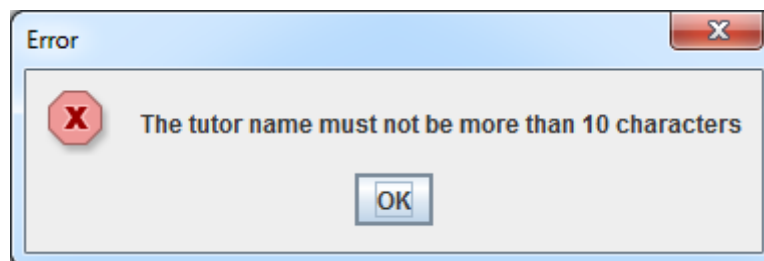 Error
The tutor name must not be more than 10 characters
OK